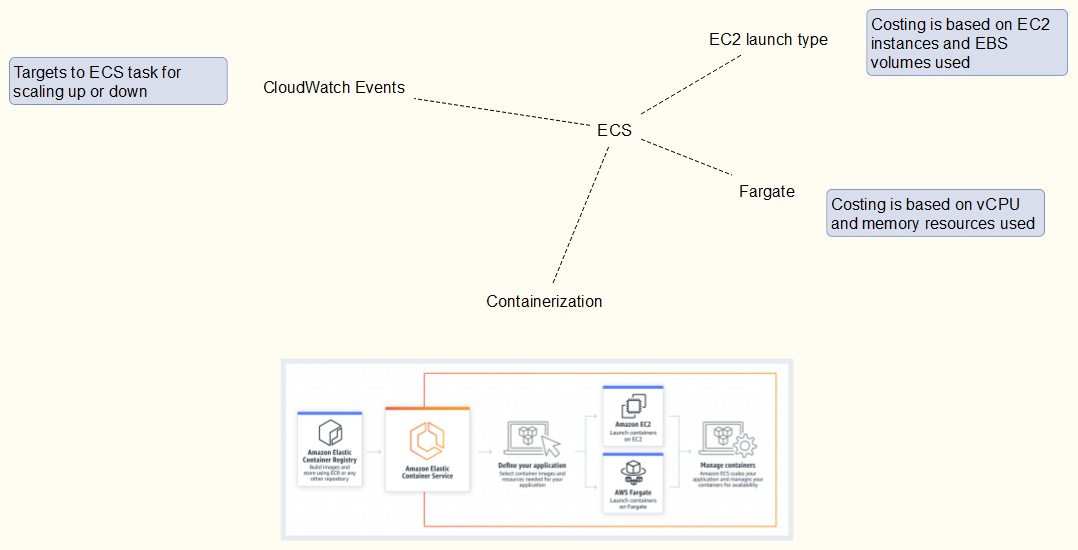 EC2 launch type
Costing is based on EC2
instances and EBS
volumes used
Targets to ECS task for
scaling up or down
CloudWatch Events
ECS
Fargate
Costing is based on vCPU
and memory resources used
Containerization
Amazon Elastic
Container Registry
Build images and
store using ECR or any
other repository
Amazon Elastic
Container Service
Define your application
Select container images and
resources needed for your
application
Amazon EC2
Launch containers
on EC2
AWS Fargate
Launch containers
on Fargate
Manage containers
Amazon ECS scales your
application and manages your
containers for availability